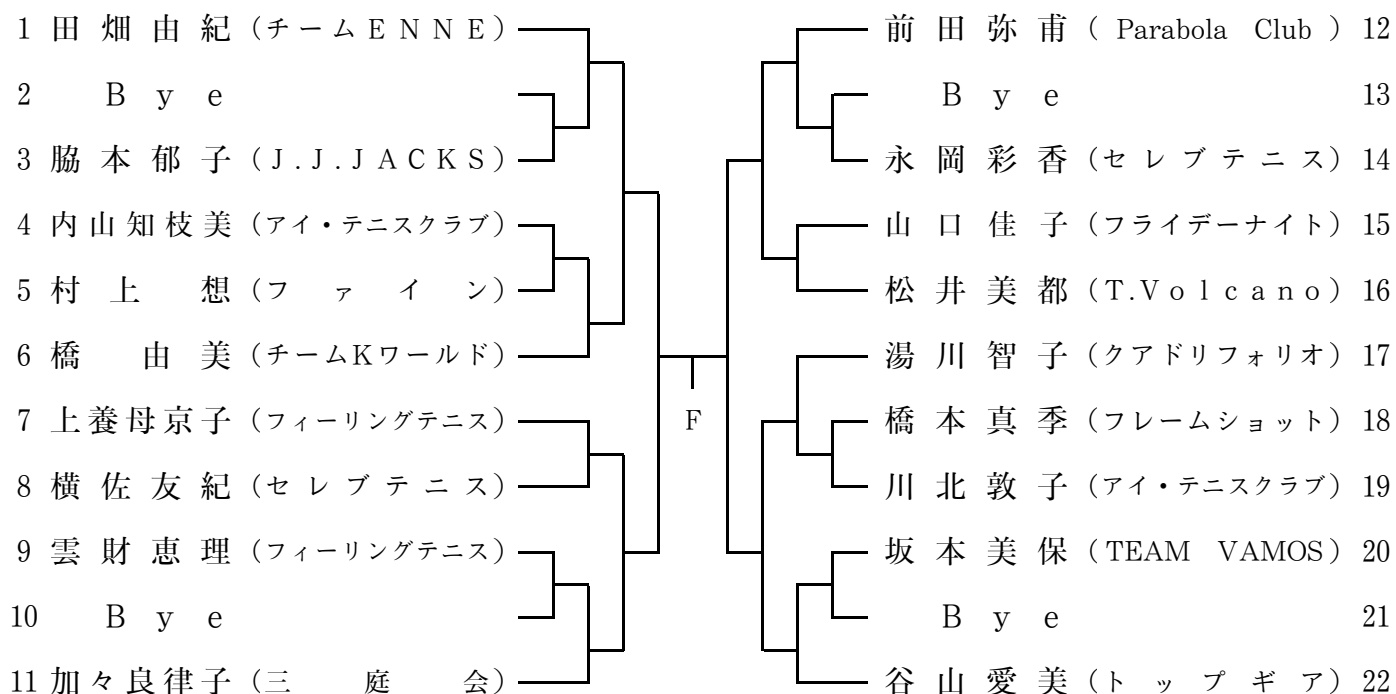 1 田畑由紀（チームＥＮＮＥ）
2 Bye
3 脇本郁子（J.J.JACKS）
4 内山知枝美（アイ・テニスクラブ）
5 村上 想（ファイン）
6 橋 由美（チームKワールド）
7 上養母京子（フィーリングテニス）
8 横佐友紀（セレブテニス）
9 雲財恵理（フィーリングテニス）
10 Bye
11 加々良律子（三庭会）
F
前田弥甫（Parabola Club）12
Bye 13
永岡彩香（セレブテニス）14
山口佳子（フライデーナイト）15
松井美都（T.Volcano）16
湯川智子（クアドリフォリオ）17
橋本真季（フレームショット）18
川北敦子（アイ・テニスクラブ）19
坂本美保（TEAM VAMOS）20
Bye 21
谷山愛美（トップギア）22